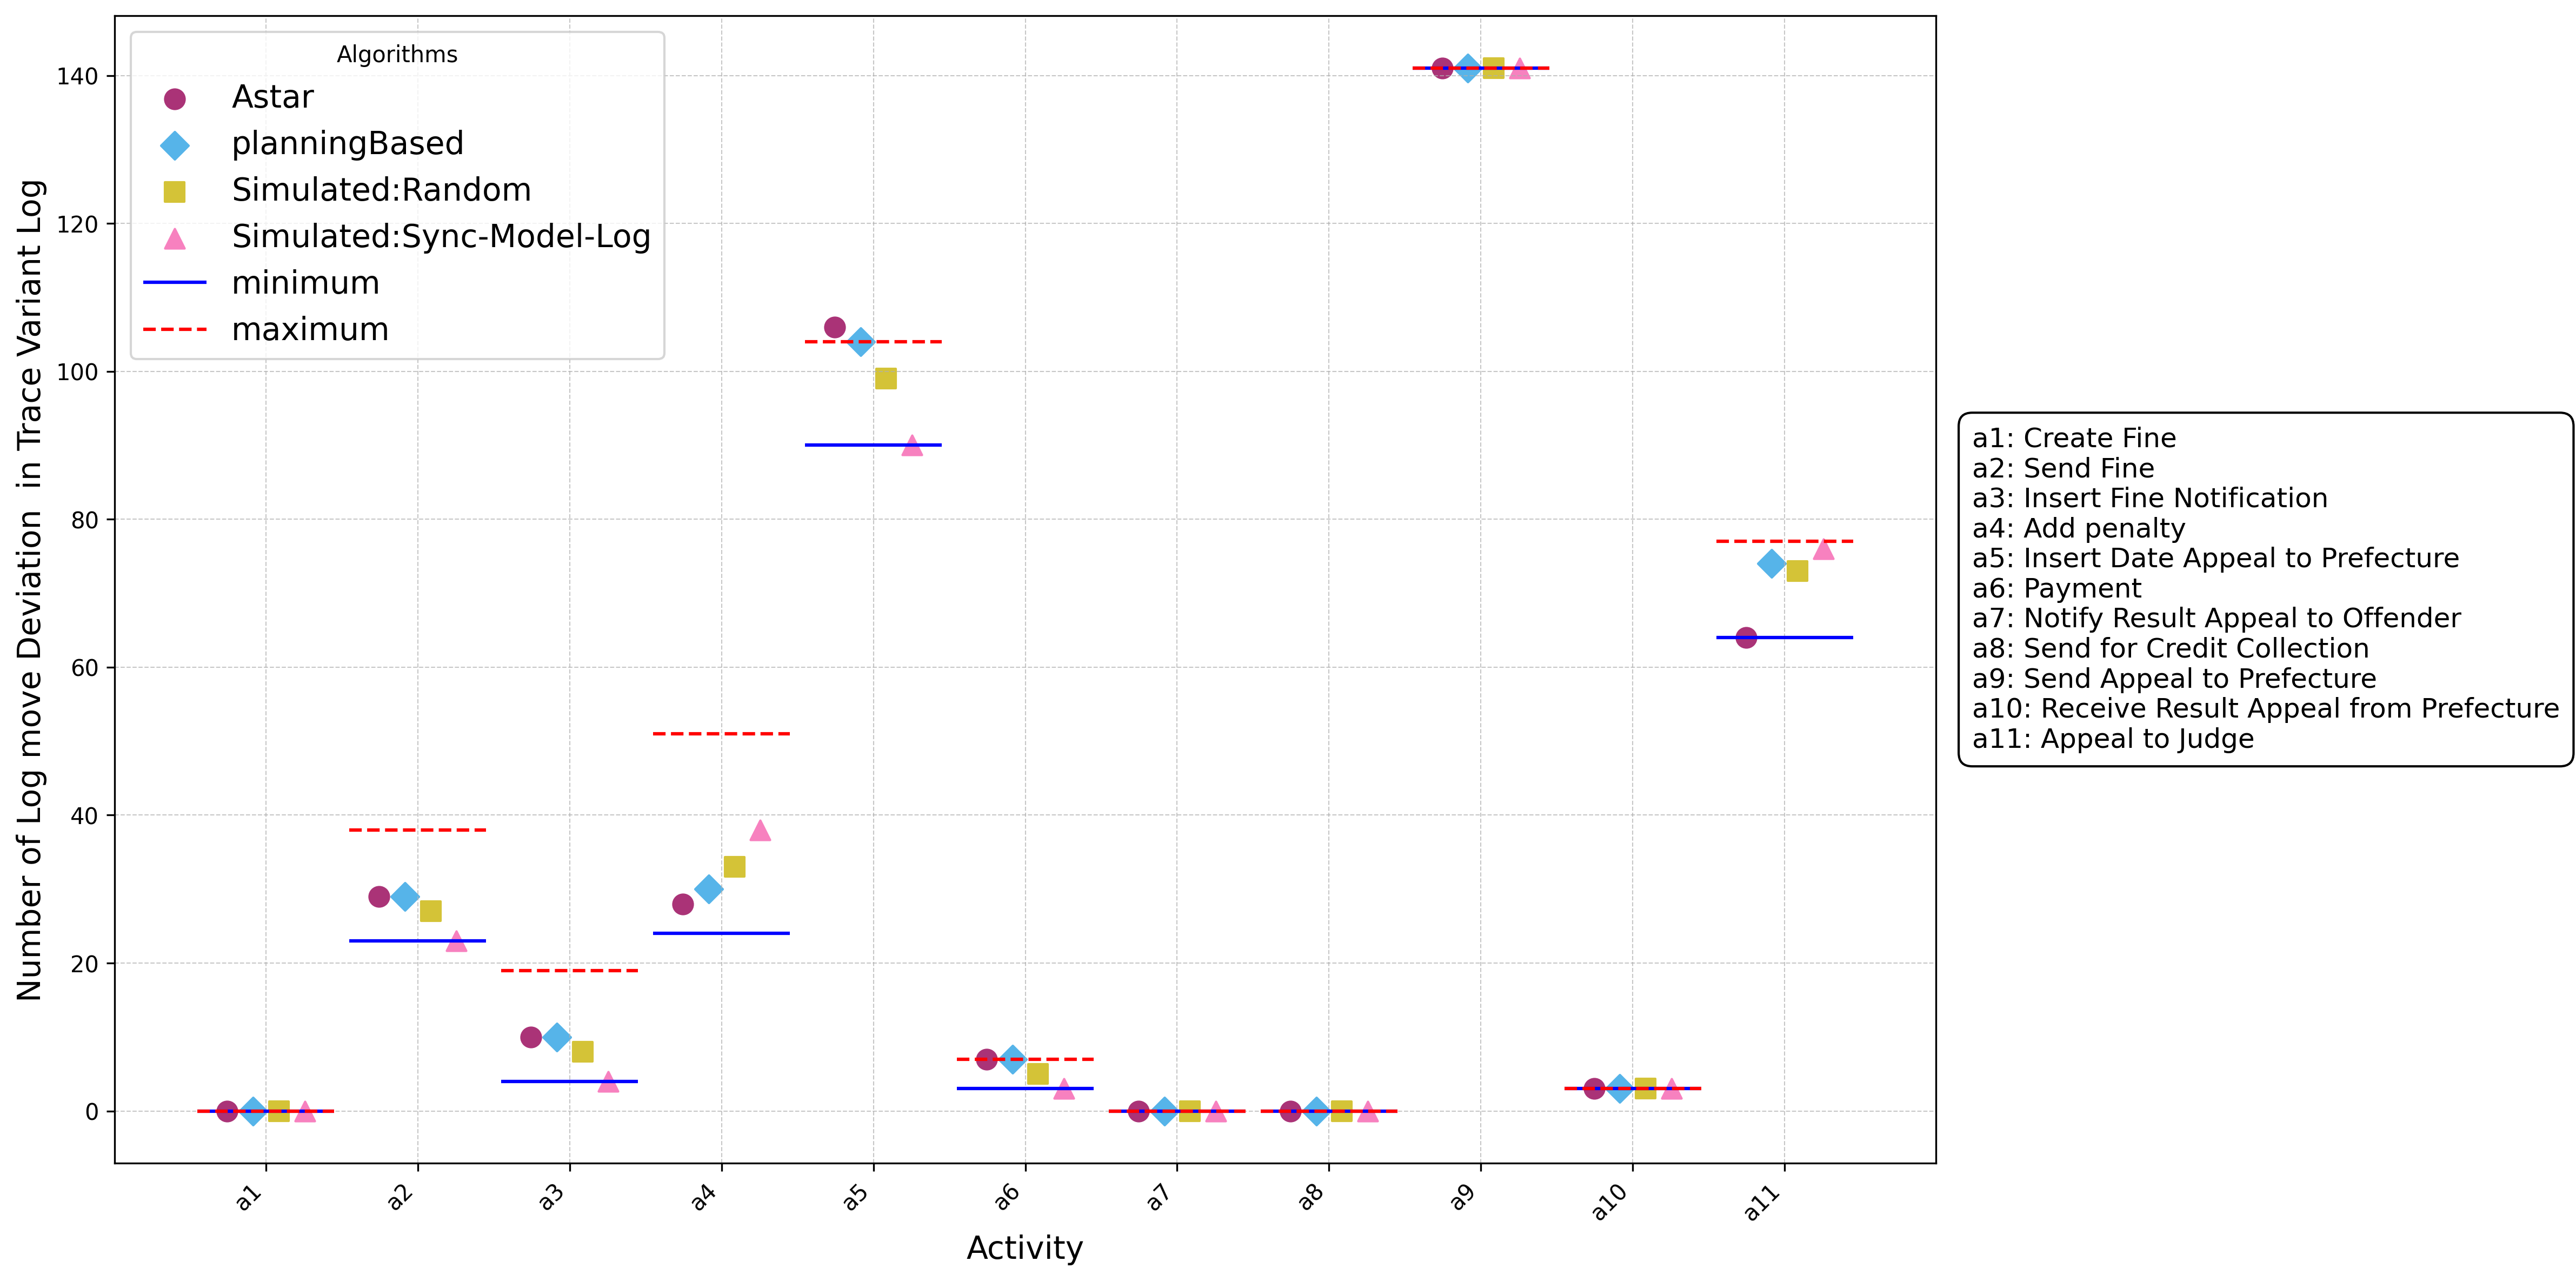 Algorithms
Astar
planningBased
Simulated:Random
Simulated:Sync-Model-Log
minimum
maximum
Number of Log move Deviation  in Trace Variant Log
140
120
100
80
60
40
20
0
a1
a2
a3
a4
a5
a6
a7
a8
a9
a10
a11
Activity
a1: Create Fine
a2: Send Fine
a3: Insert Fine Notification
a4: Add penalty
a5: Insert Date Appeal to Prefecture
a6: Payment
a7: Notify Result Appeal to Offender
a8: Send for Credit Collection
a9: Send Appeal to Prefecture
a10: Receive Result Appeal from Prefecture
a11: Appeal to Judge